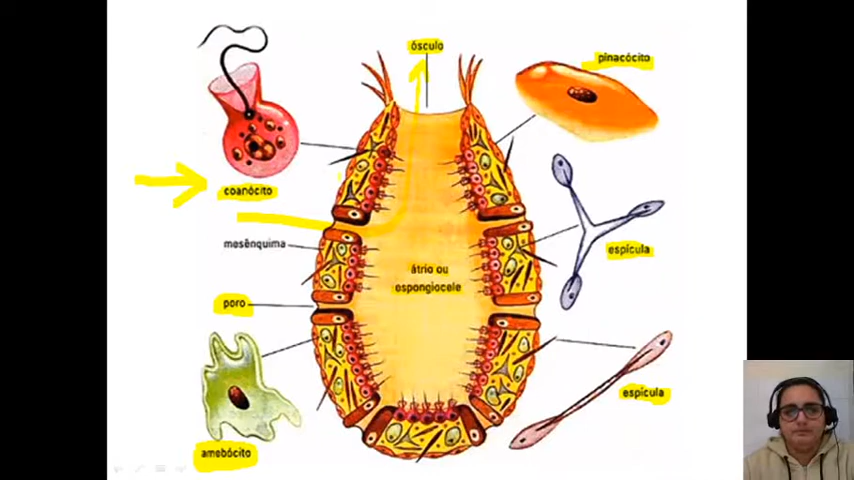 ósculo
pinacócito
coanócito
mesênquima
espícula
átrio ou
espongiocele
poro
espícula
amebócito